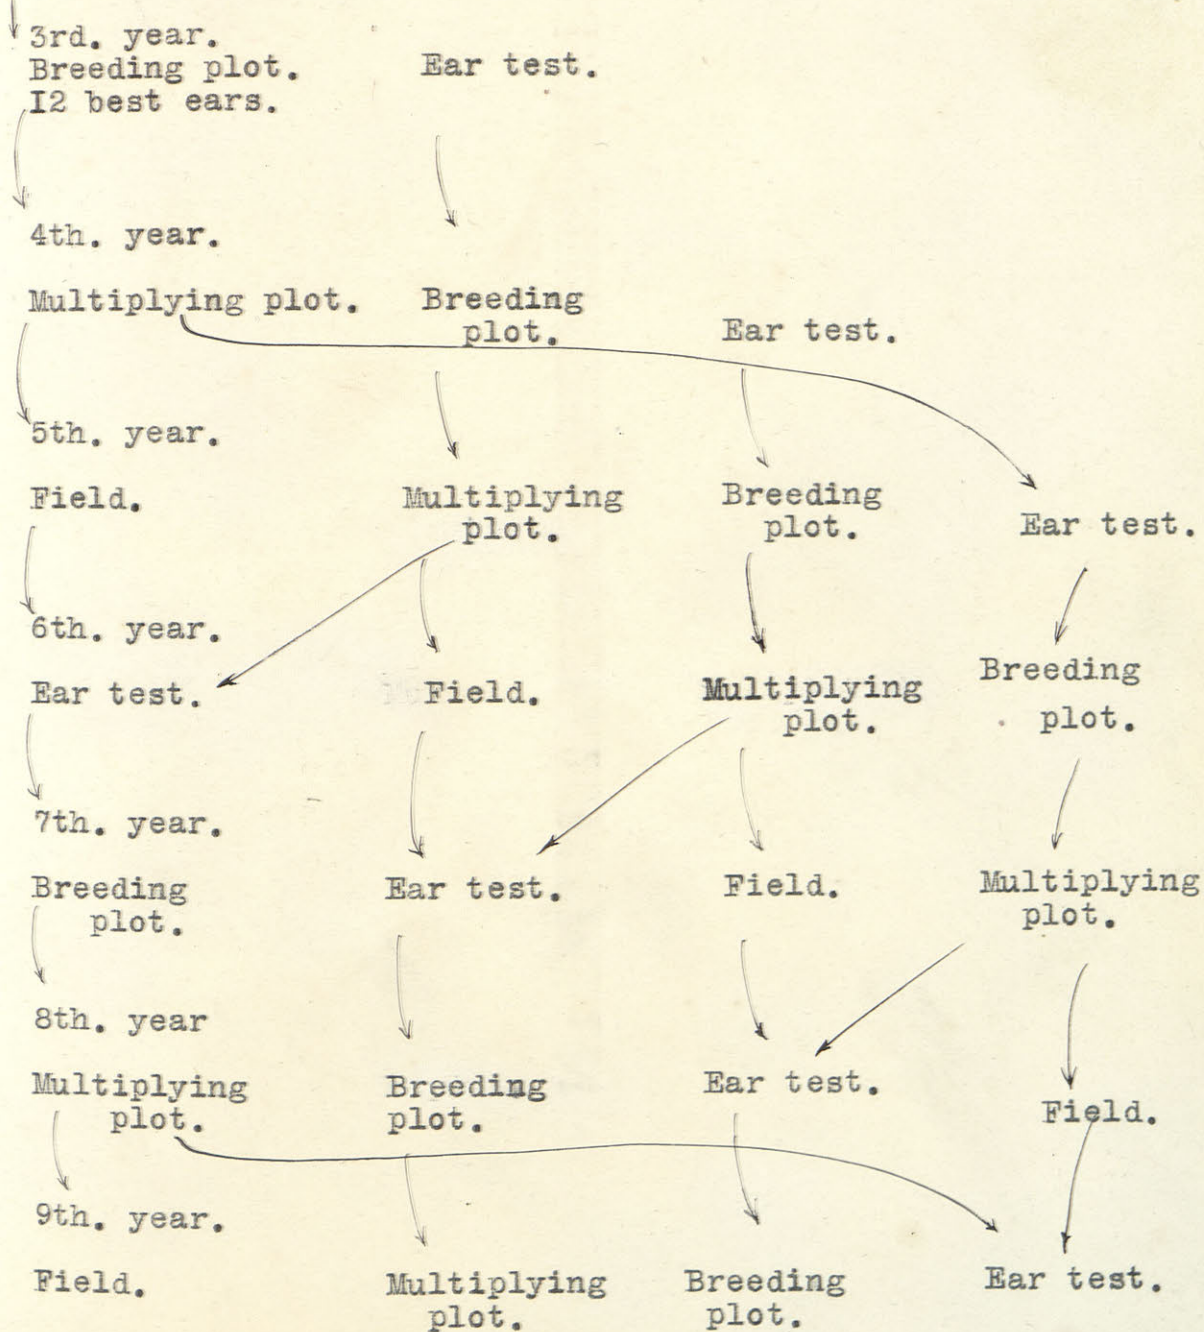 3rd. year.
Breeding plot. Ear test.
I2 best ears.
4th. year.
Multiplying plot. Breeding
plot. Ear test.
5th. year.
Field. Multiplying Breeding
plot. plot. Ear test.
6th. year.
Ear test. Field. Multiplying Breeding
plot. plot.
7th. year.
Breeding Ear test. Field. Multiplying
plot. plot.
8th. year
Multiplying Breeding Ear test.
plot. plot. Field.
9th. year.
Field. Multiplying Breeding Ear test.
plot. plot.